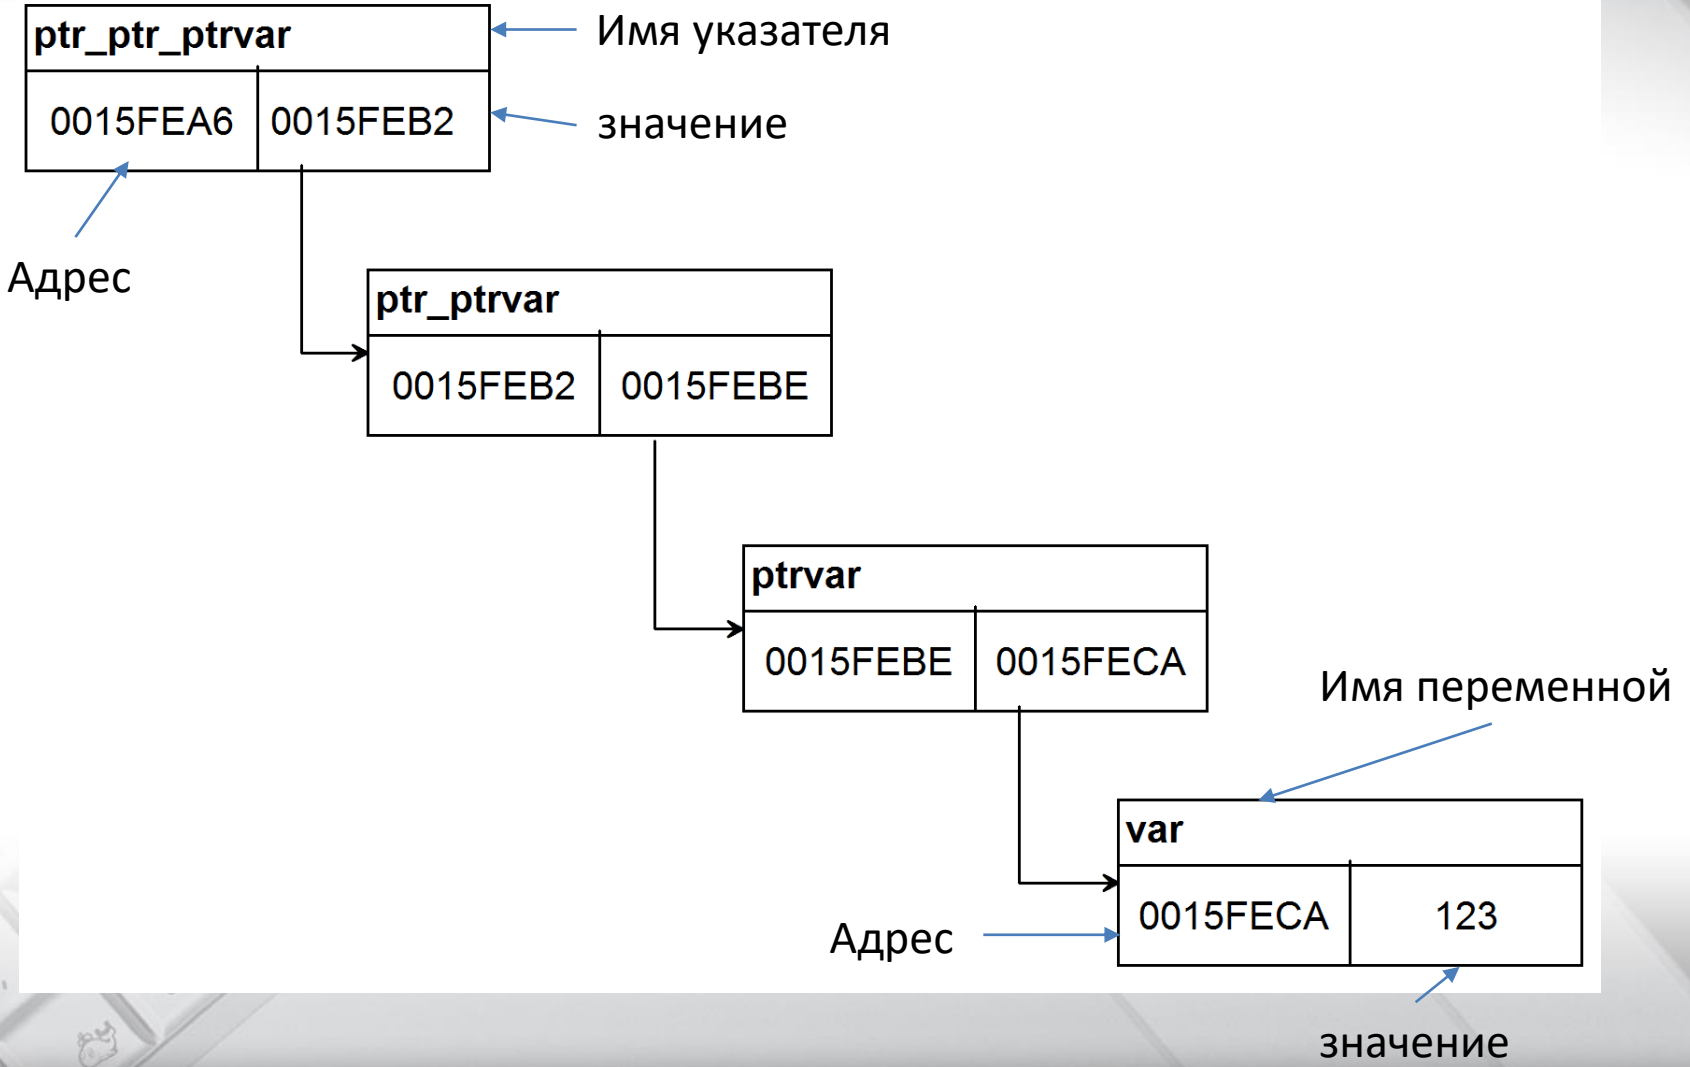 ptr_ptr_ptrvar
Имя указателя
0015FEA6 0015FEB2
значение
Адрес
ptr_ptrvar
0015FEB2 0015FEBE
ptrvar
0015FEBE 0015FECA
Имя переменной
var
0015FECA 123
Адрес
значение